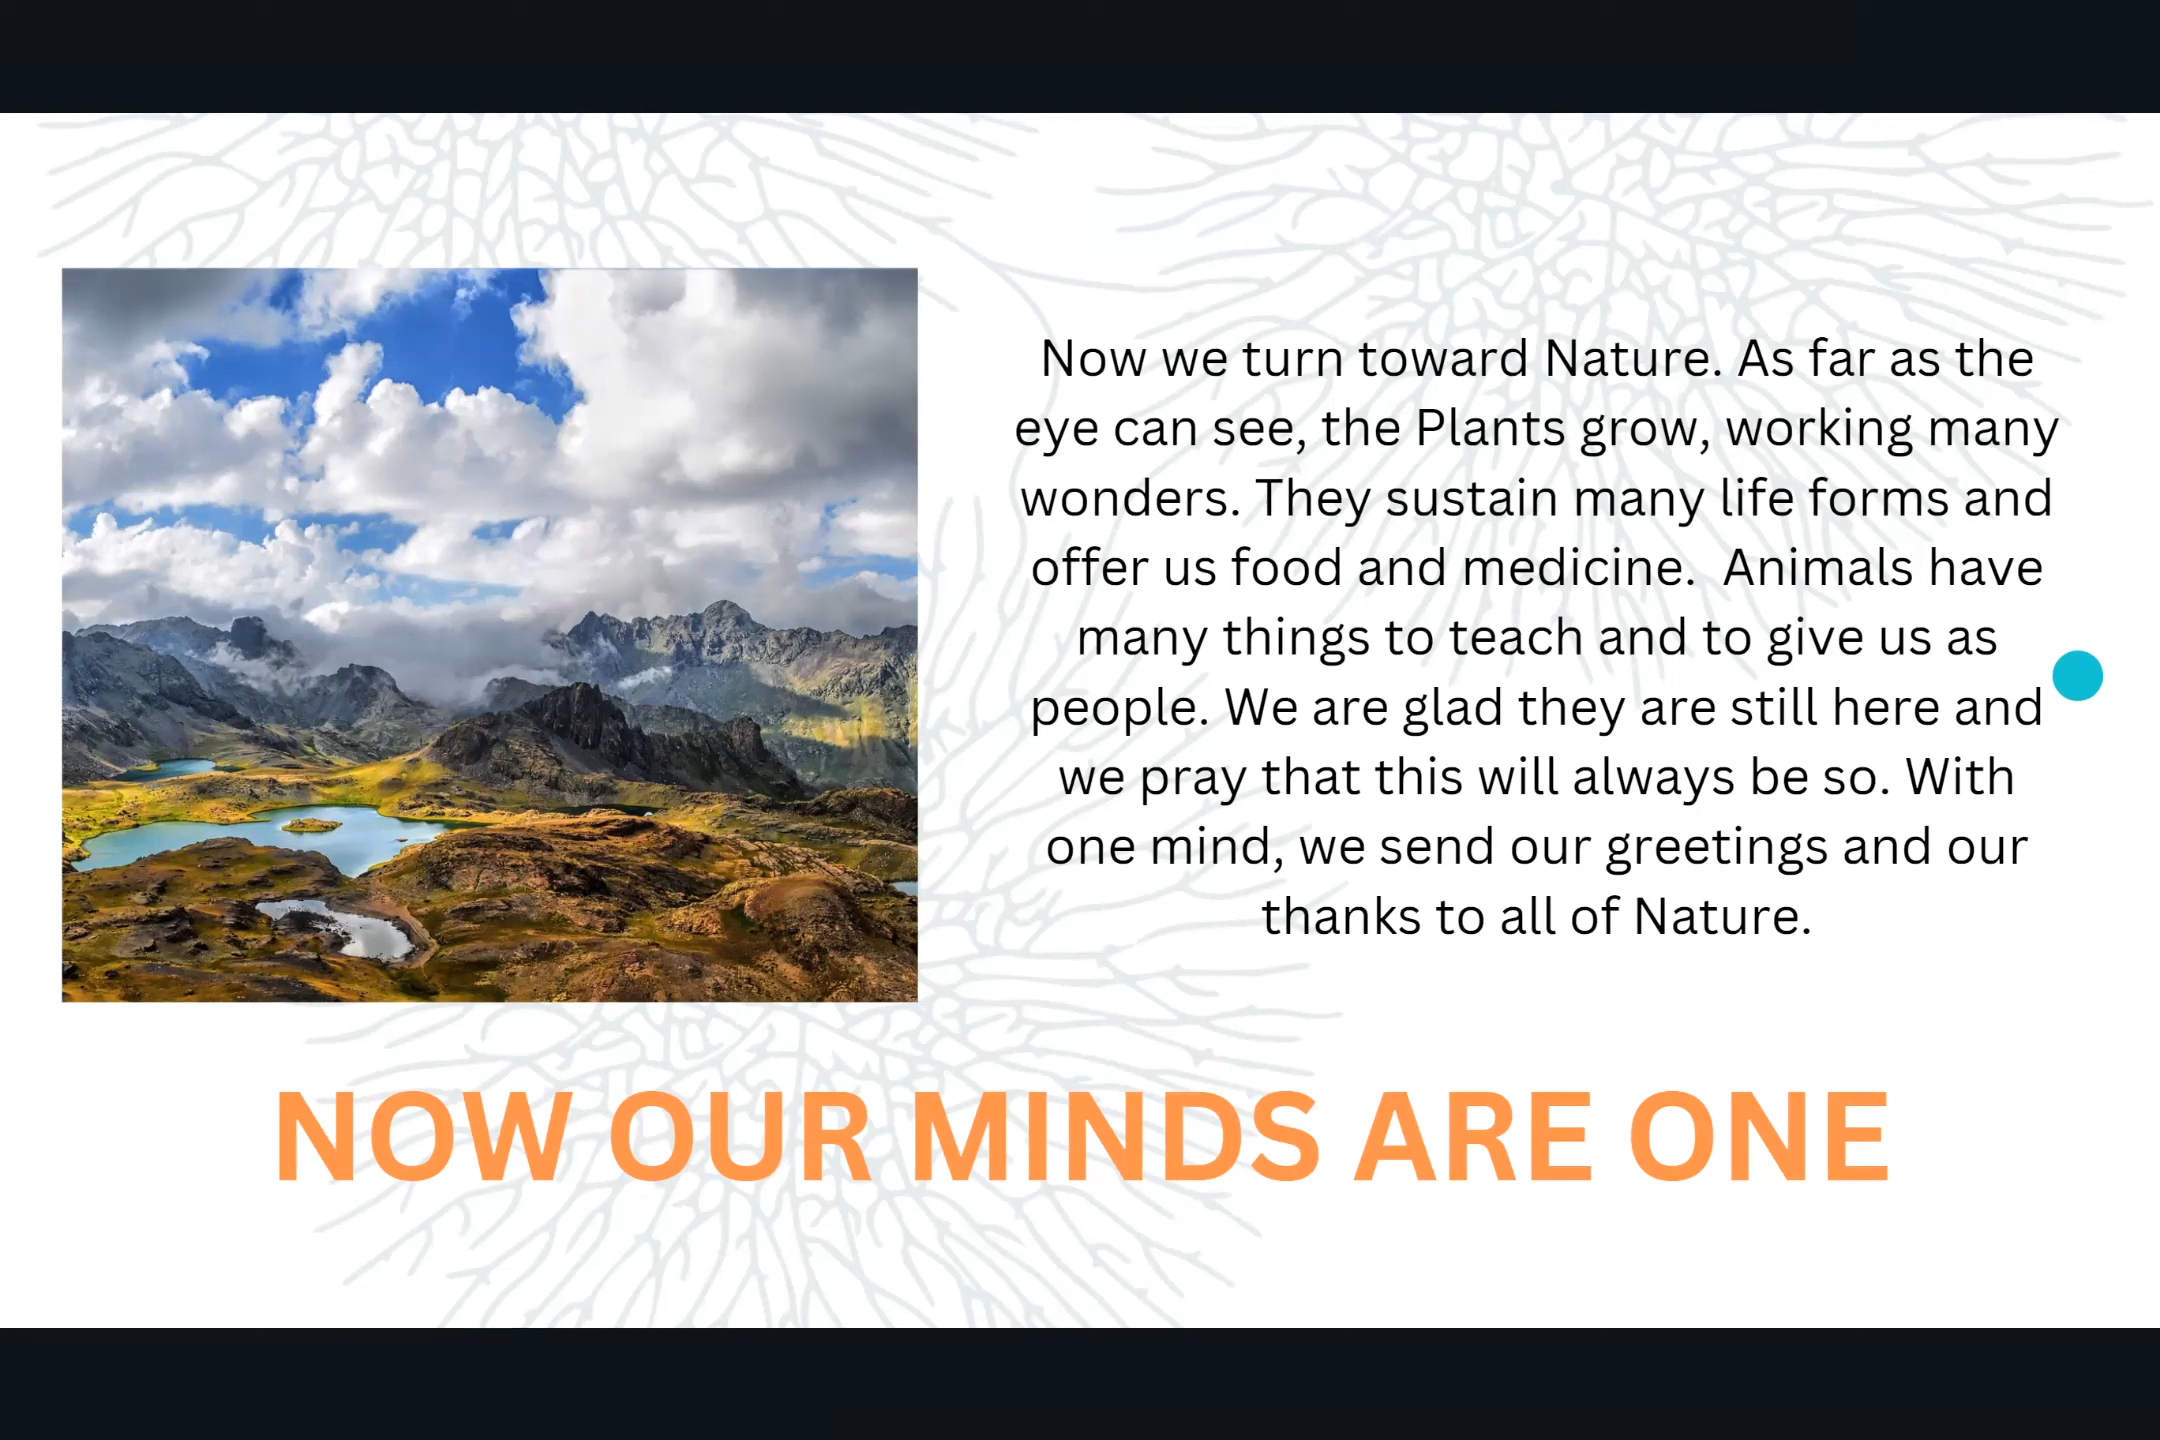 Now we turn toward Nature. As far as the
eye can see, the Plants grow, working many
wonders. They sustain many life forms and
offer us food and medicine.  Animals have
many things to teach and to give us as
people. We are glad they are still here and
we pray that this will always be so. With
one mind, we send our greetings and our
thanks to all of Nature.
NOW OUR MINDS ARE ONE